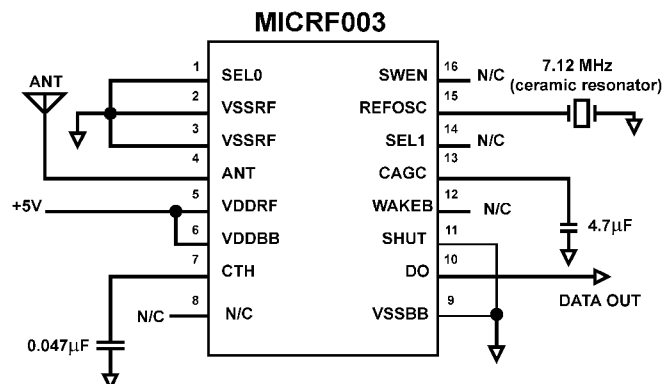 MICRF003
ANT
1 SEL0
2 VSSRF
3 VSSRF
4 ANT
+5V 5 VDDRF
6 VDDBB
7 CTH
N/C 8 N/C
0.047μF
SWEN 16 N/C
REFOSC 15
7.12 MHz
(ceramic resonator)
SEL1 14 N/C
CAGC 13
4.7μF
WAKEB 12 N/C
SHUT 11
DO 10
DATA OUT
VSSBB 9